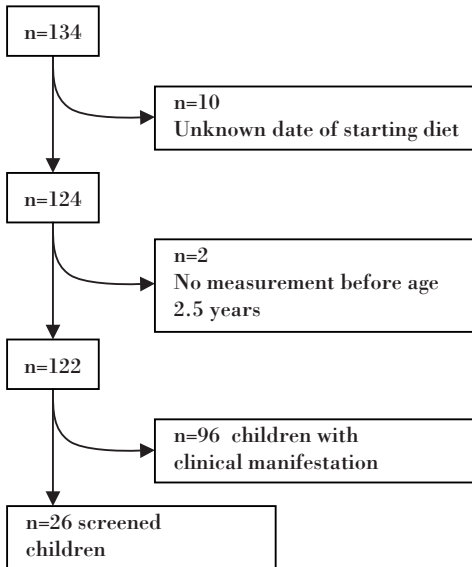 n=134
n=10
Unknown date of starting diet
n=124
n=2
No measurement before age
2.5 years
n=122
n=96 children with
clinical manifestation
n=26 screened
children